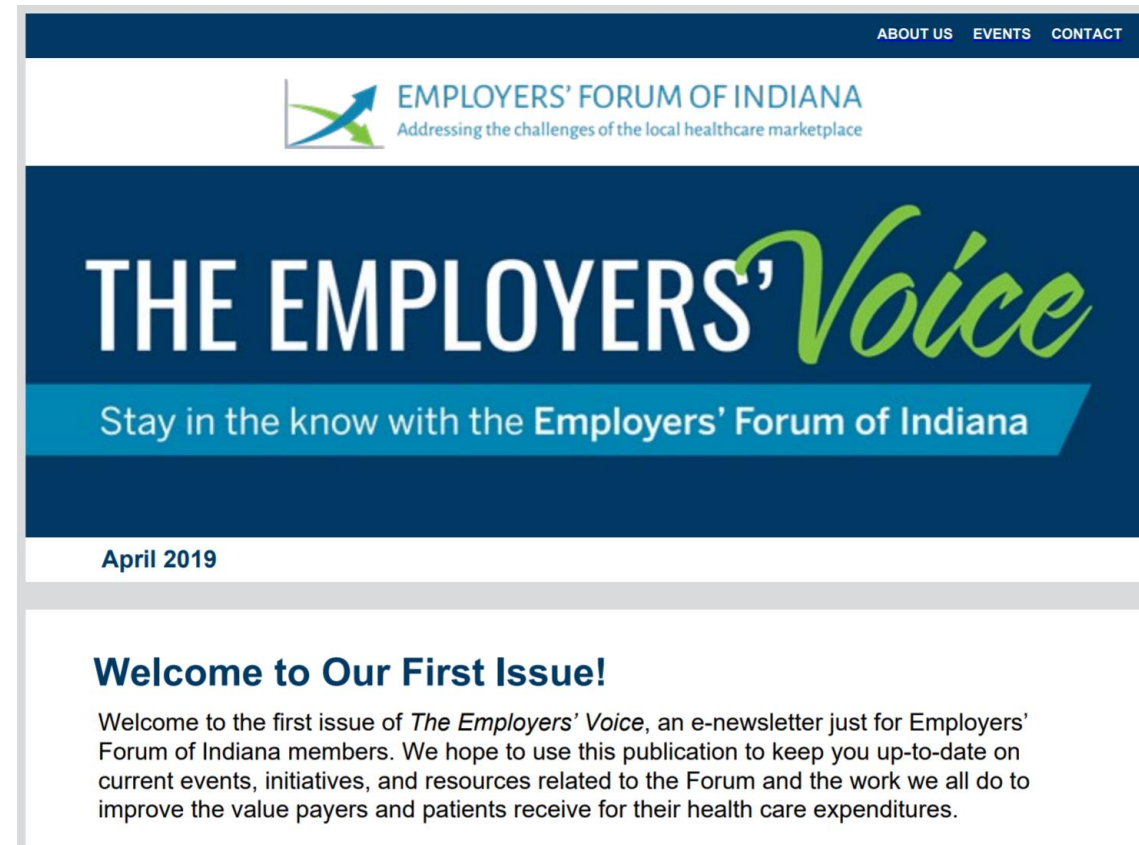 ABOUT US EVENTS CONTACT
EMPLOYERS' FORUM OF INDIANA
Addressing the challenges of the local healthcare marketplace
THE EMPLOYERS' Voice
Stay in the know with the Employers' Forum of Indiana
April 2019
Welcome to Our First Issue!
Welcome to the first issue of The Employers' Voice, an e-newsletter just for Employers'
Forum of Indiana members. We hope to use this publication to keep you up-to-date on
current events, initiatives, and resources related to the Forum and the work we all do to
improve the value payers and patients receive for their health care expenditures.